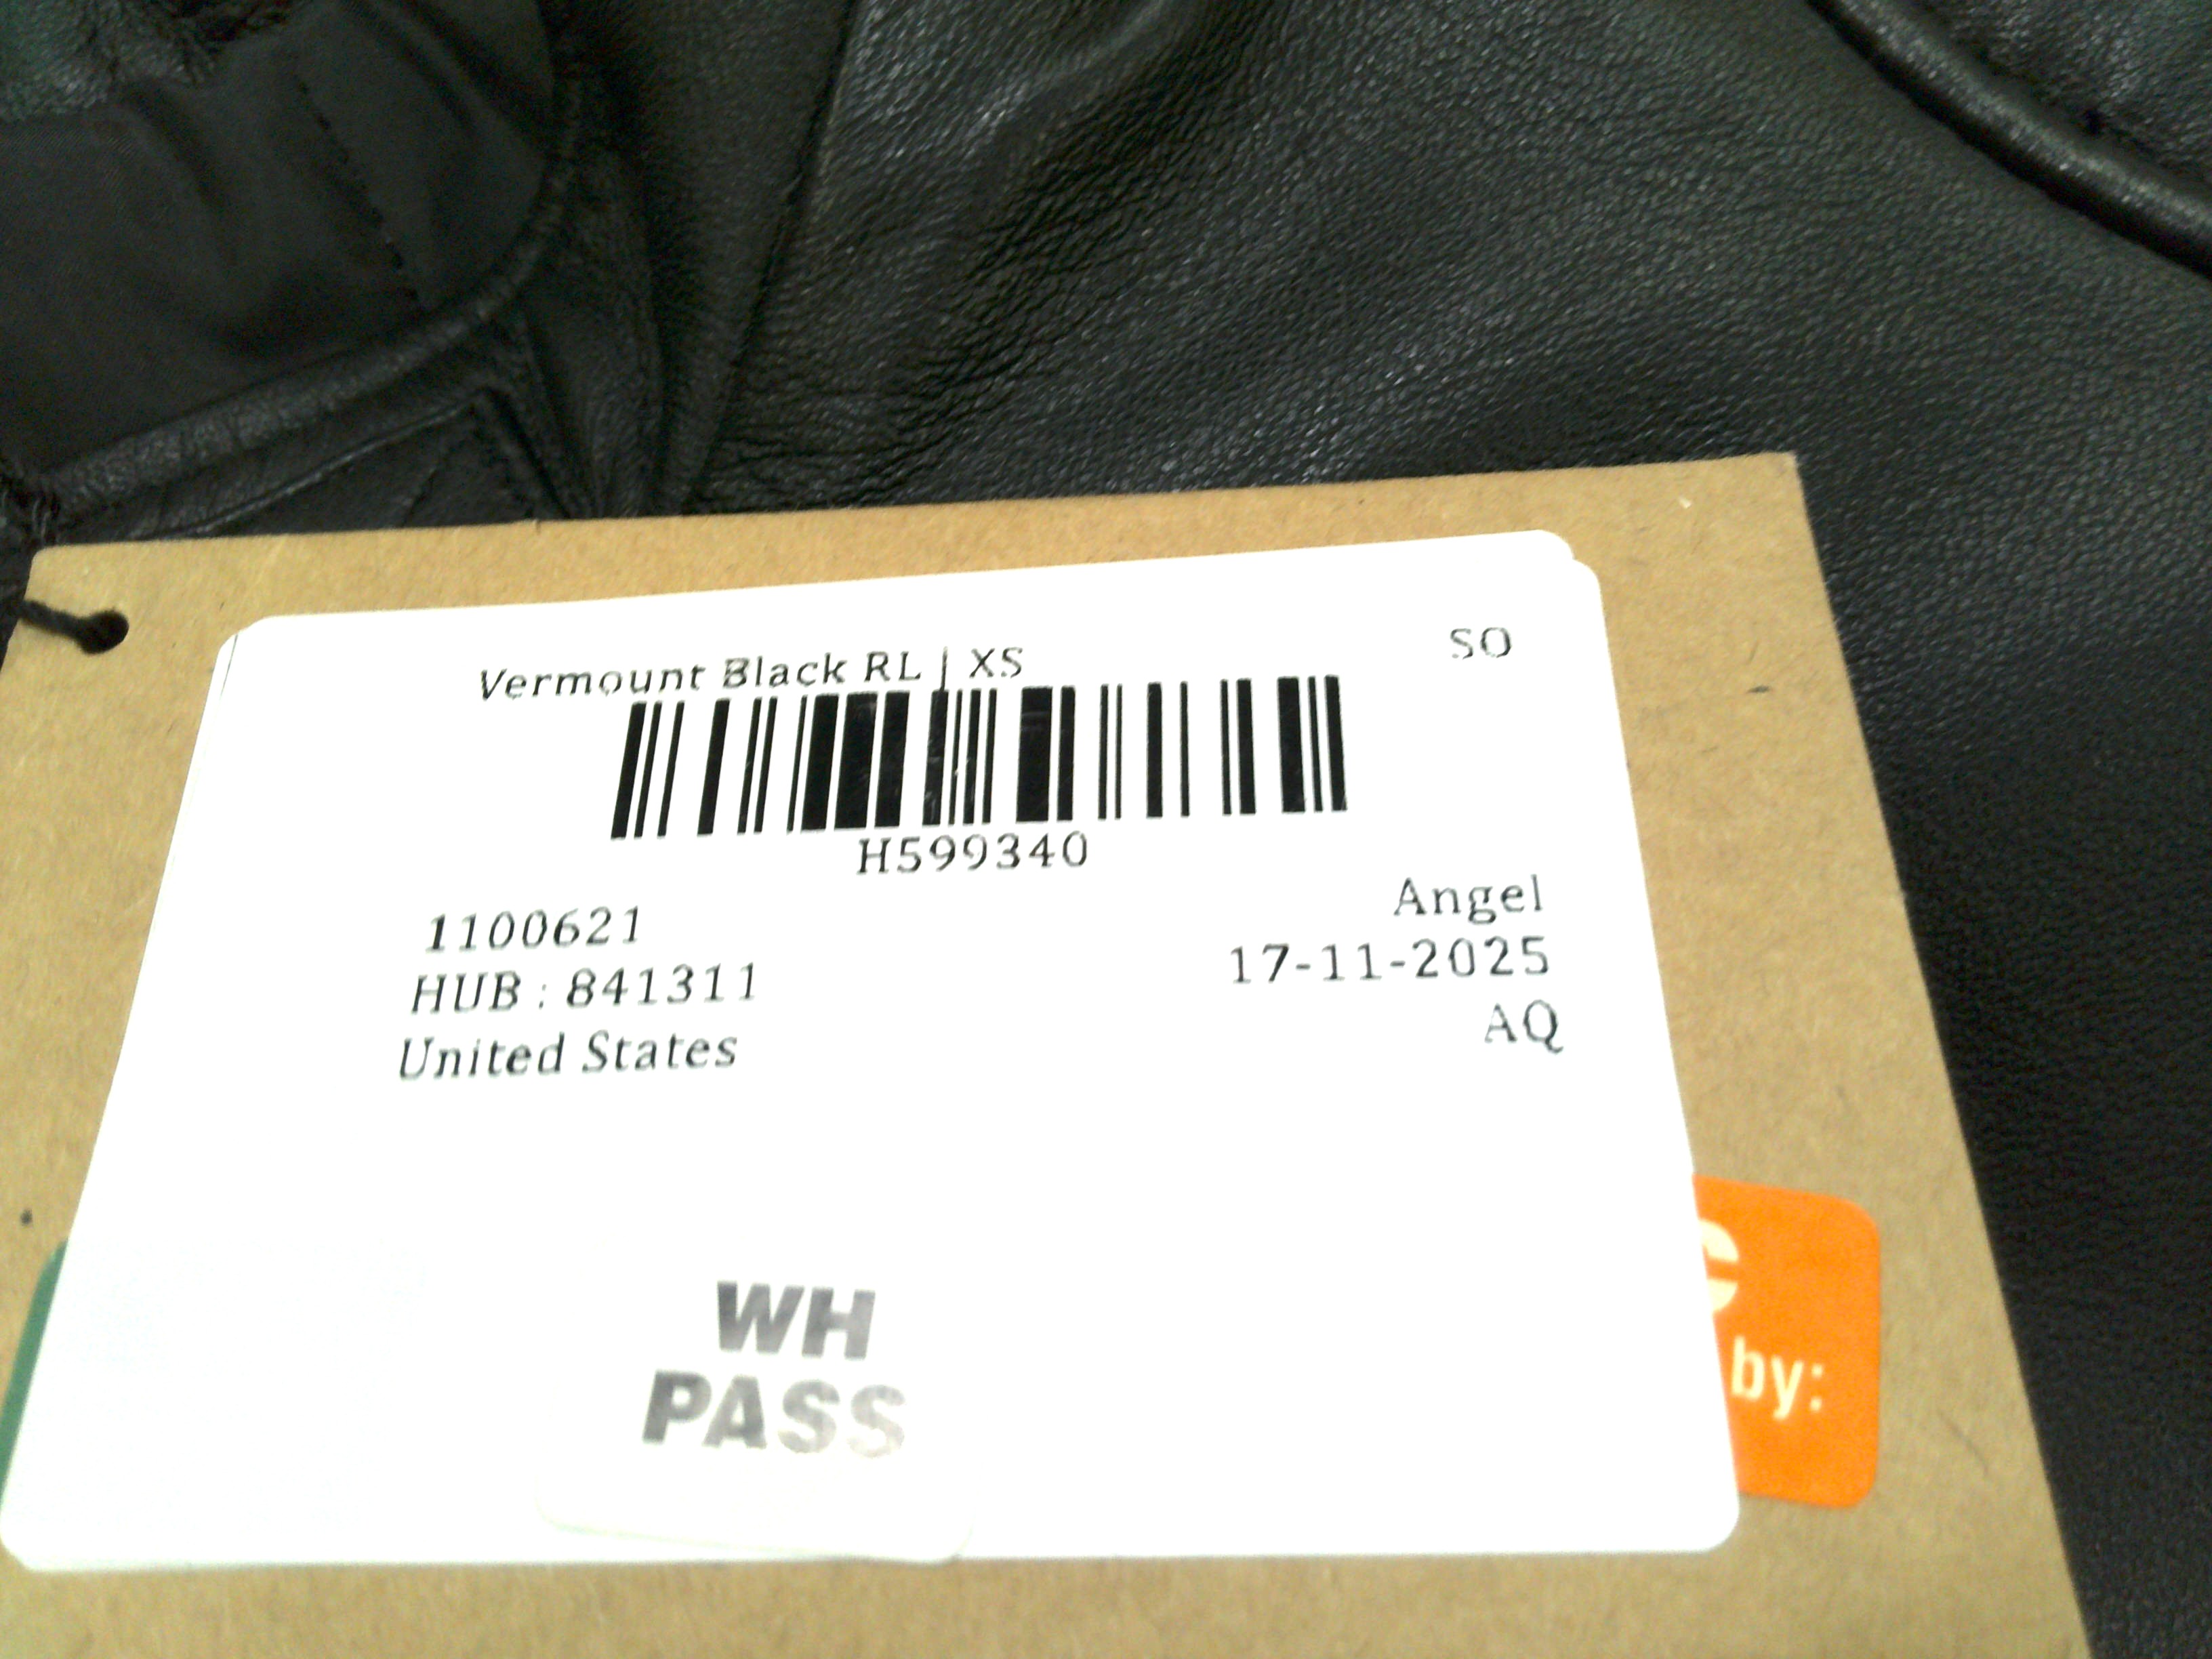 Vermount Black RL | XS
SO
H599340
1100621
Angel
HUB : 841311
17-11-2025
United States
AQ
WH
PASS
C
by: